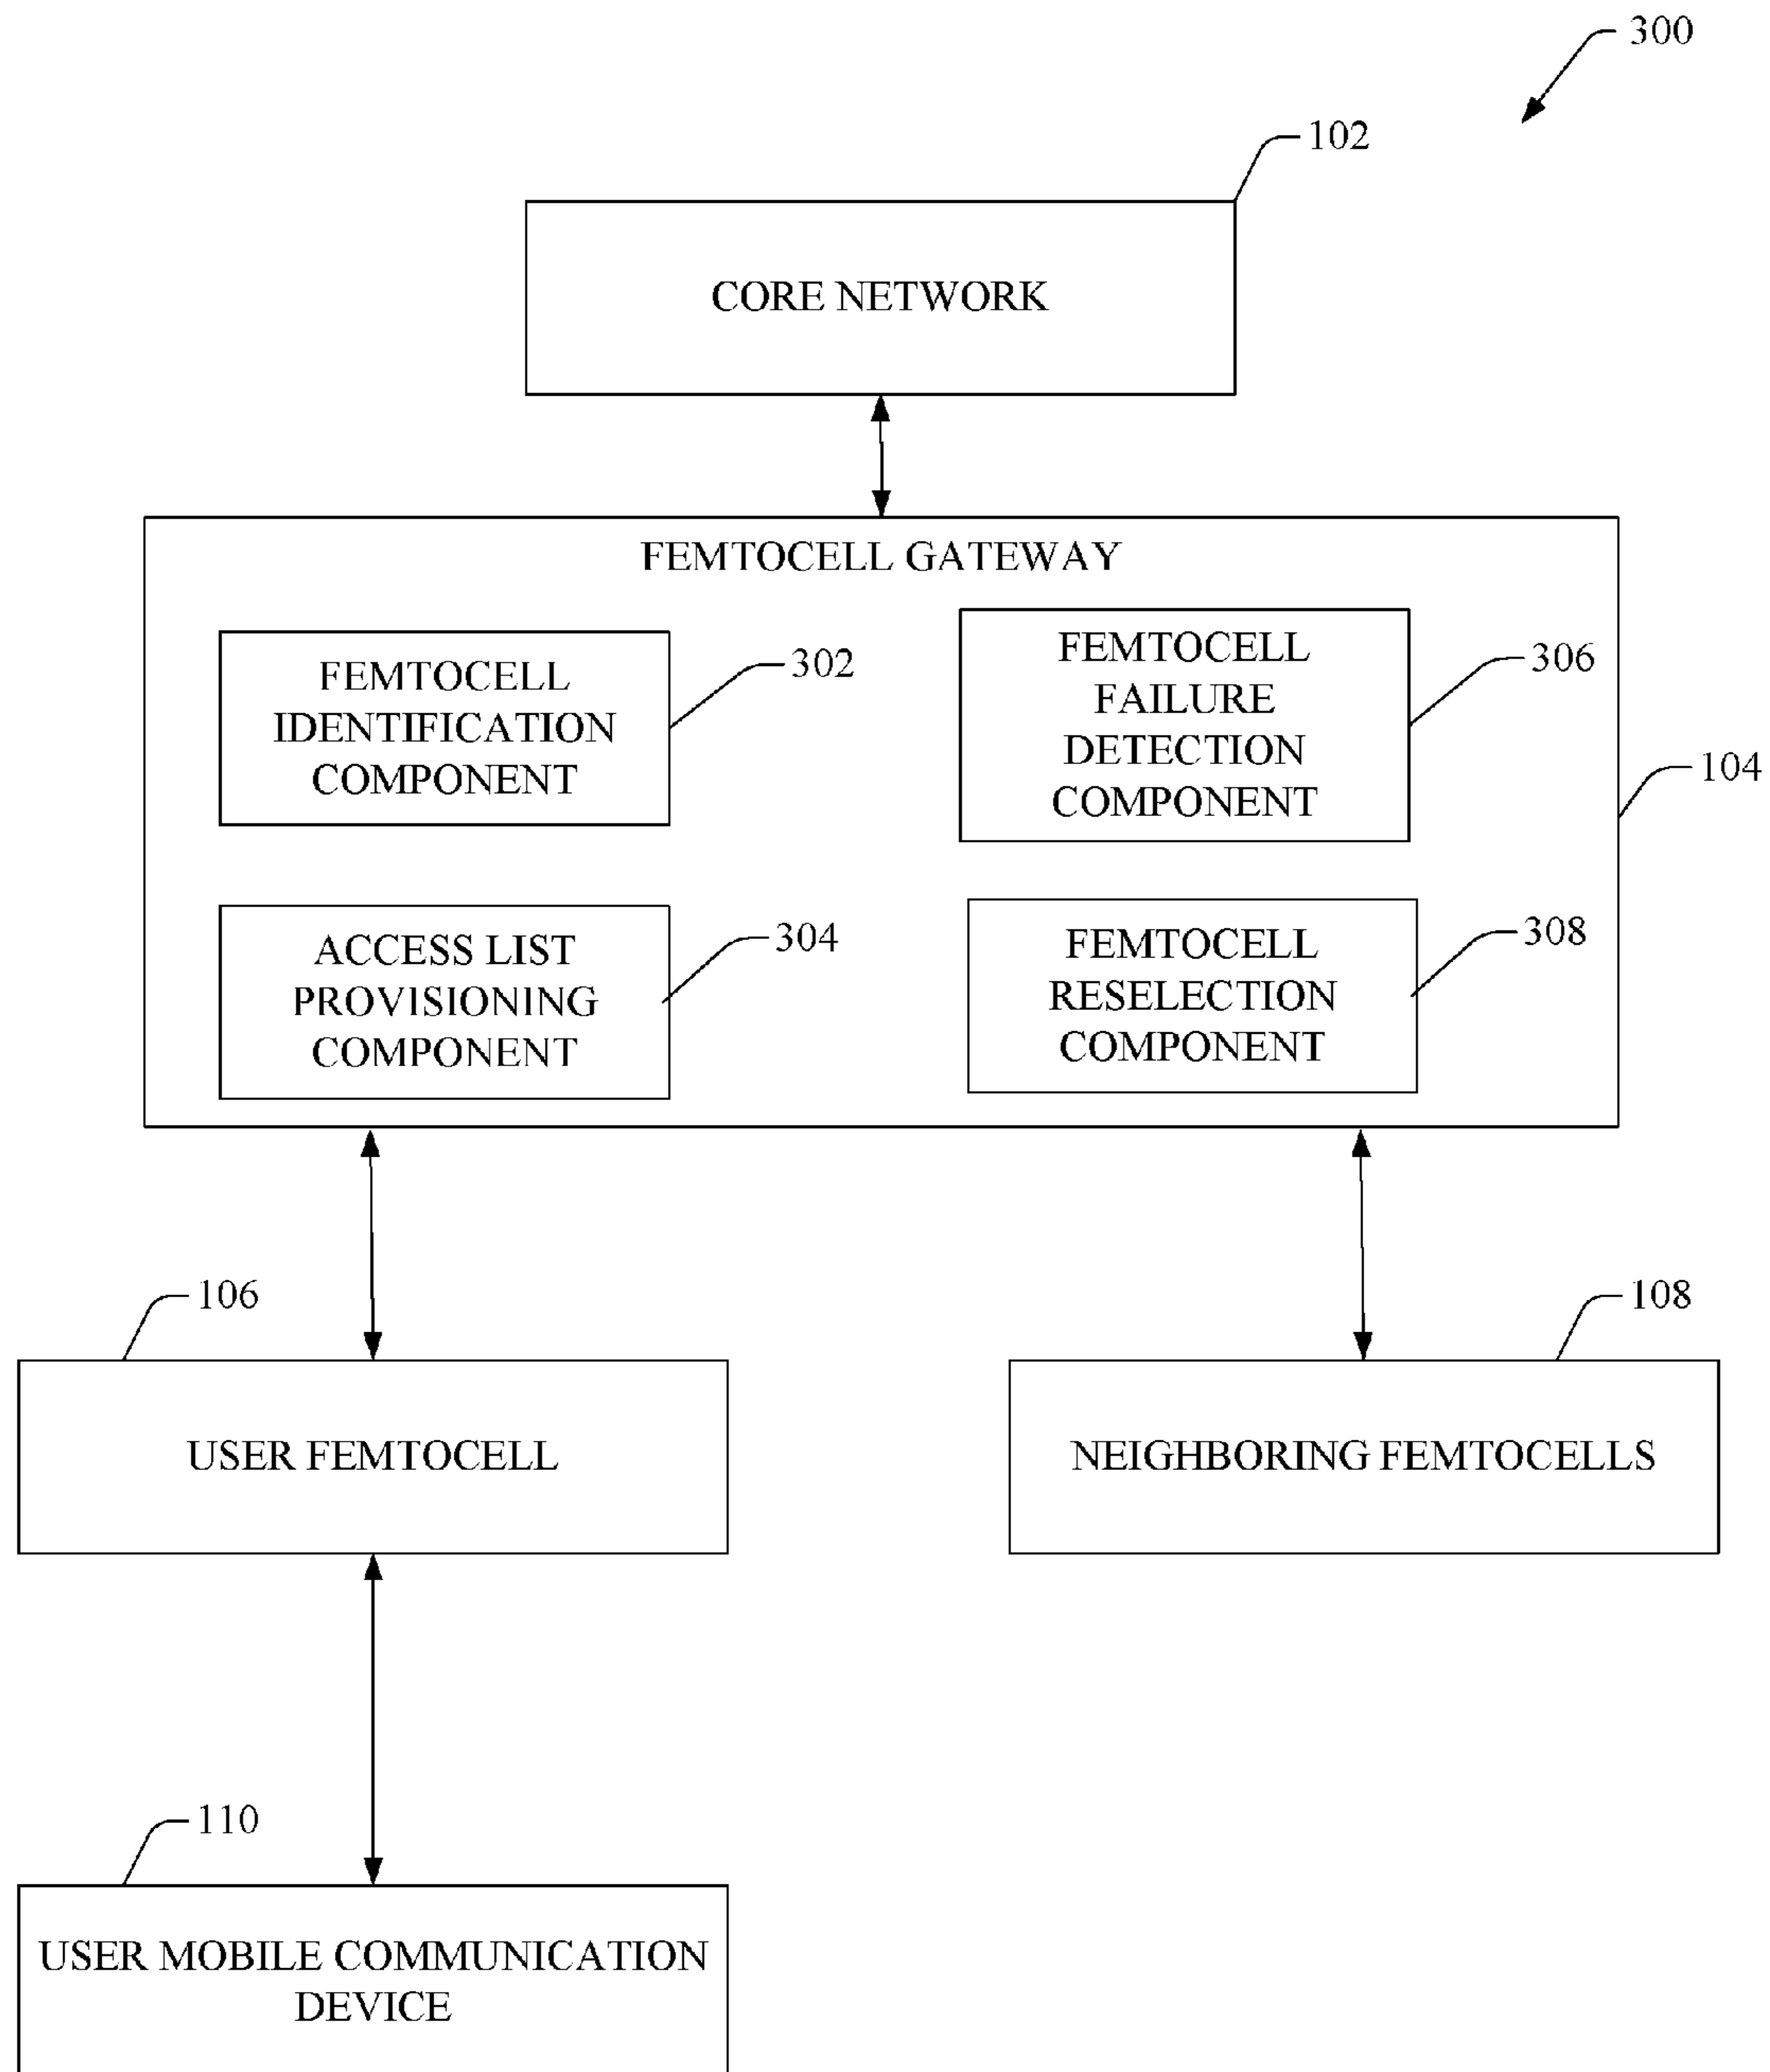 300
102
CORE NETWORK
FEMTOCELL GATEWAY
FEMTOCELL
IDENTIFICATION
COMPONENT
302
FEMTOCELL
FAILURE
DETECTION
COMPONENT
306
104
ACCESS LIST
PROVISIONING
COMPONENT
304
FEMTOCELL
RESELECTION
COMPONENT
308
106
108
USER FEMTOCELL
NEIGHBORING FEMTOCELLS
110
USER MOBILE COMMUNICATION
DEVICE